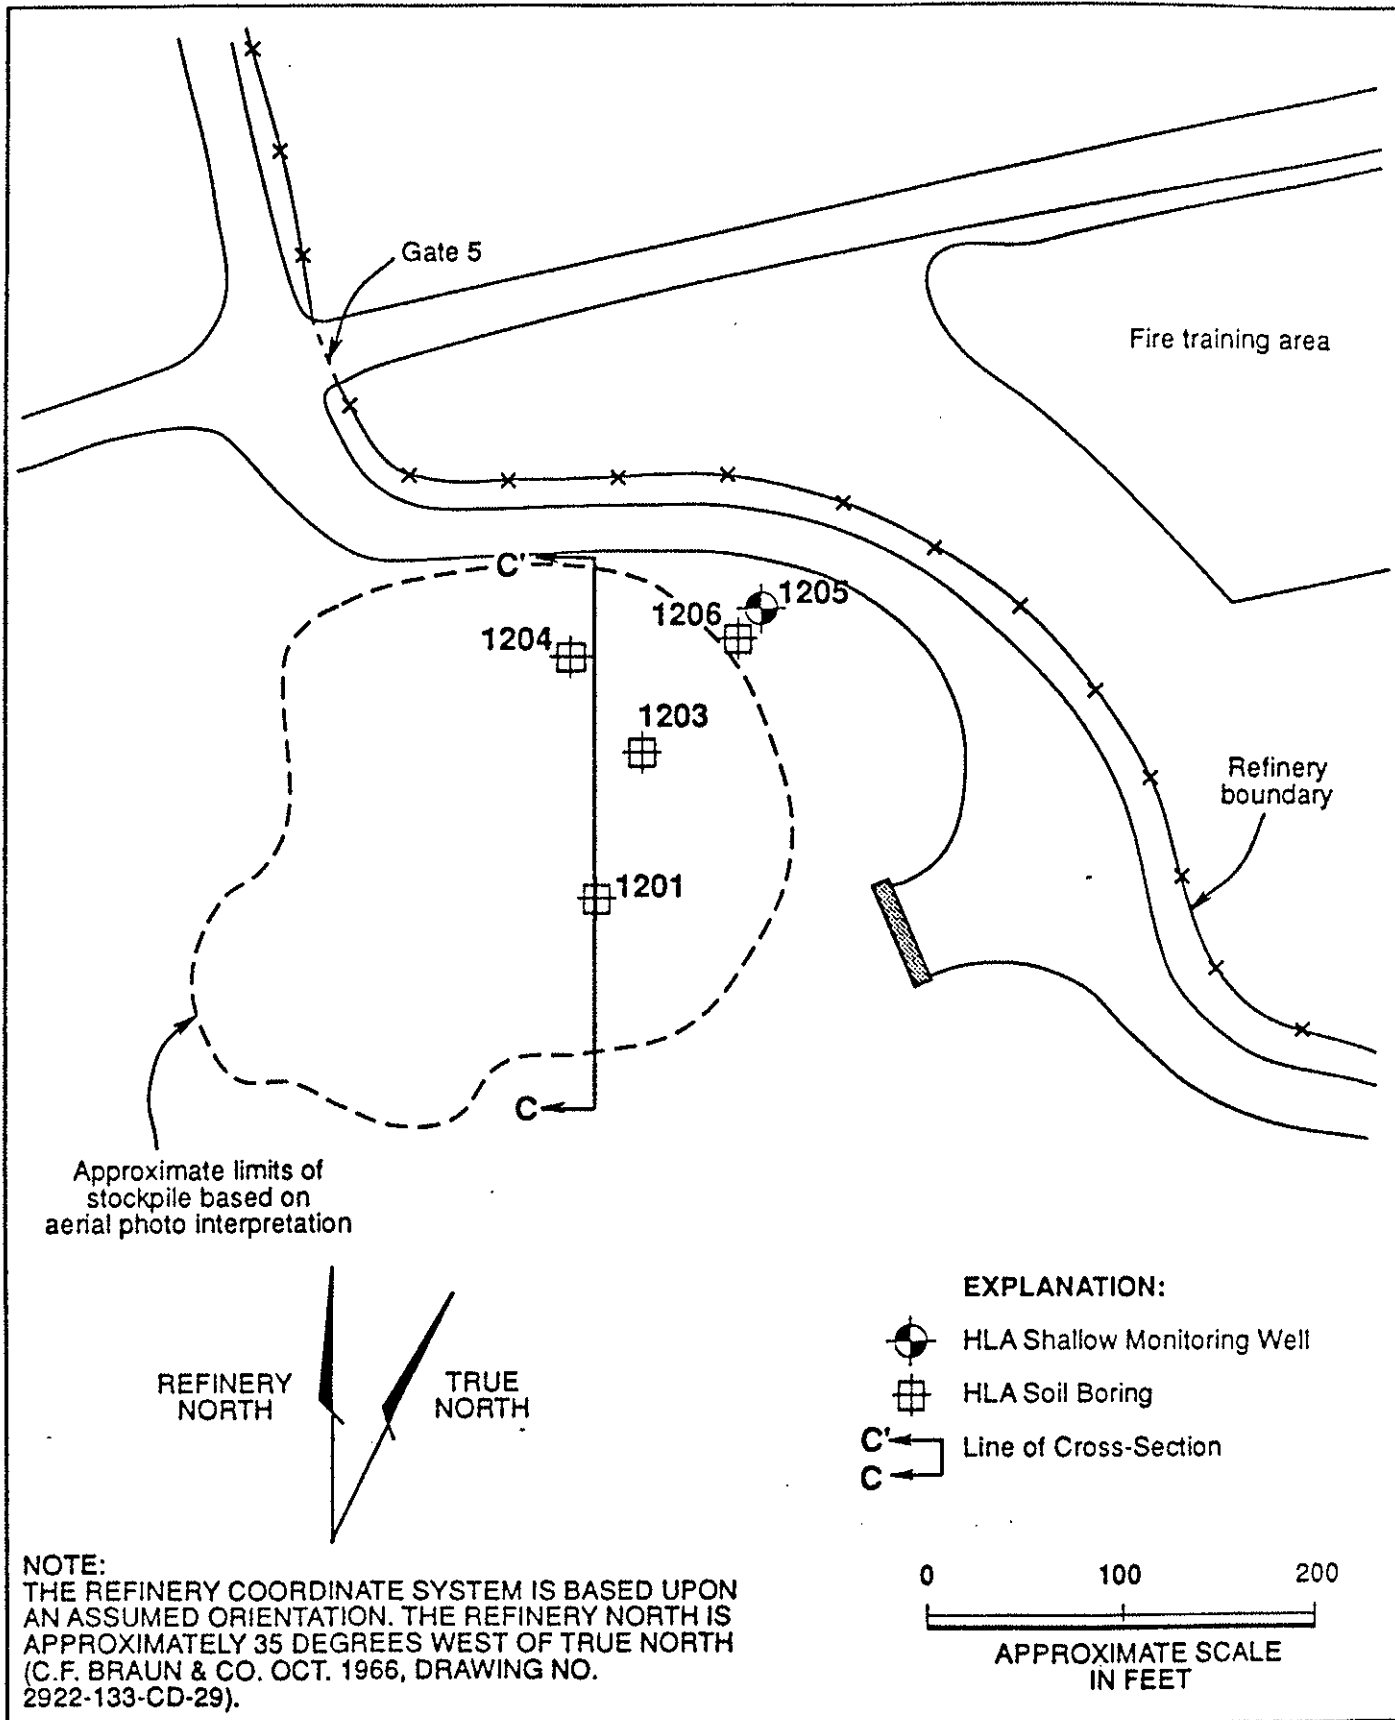 Gate 5
Fire training area
C'
1205
1206
1204
1203
Refinery
boundary
1201
C
Approximate limits of
stockpile based on
aerial photo interpretation
EXPLANATION:
HLA Shallow Monitoring Well
REFINERY
NORTH
TRUE
NORTH
HLA Soil Boring
C'
Line of Cross-Section
C
NOTE:
THE REFINERY COORDINATE SYSTEM IS BASED UPON
AN ASSUMED ORIENTATION. THE REFINERY NORTH IS
APPROXIMATELY 35 DEGREES WEST OF TRUE NORTH
(C.F. BRAUN & CO. OCT. 1966, DRAWING NO.
2922-133-CD-29).
0 100 200
APPROXIMATE SCALE
IN FEET